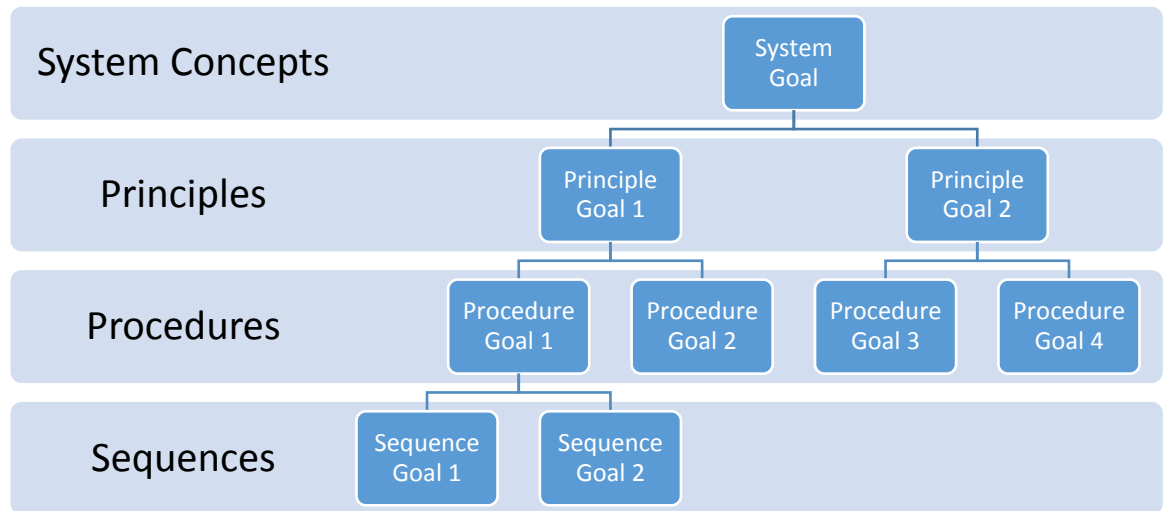 System Concepts
System
Goal
Principles
Principle
Goal 1
Principle
Goal 2
Procedures
Procedure
Goal 1
Procedure
Goal 2
Procedure
Goal 3
Procedure
Goal 4
Sequences
Sequence
Goal 1
Sequence
Goal 2